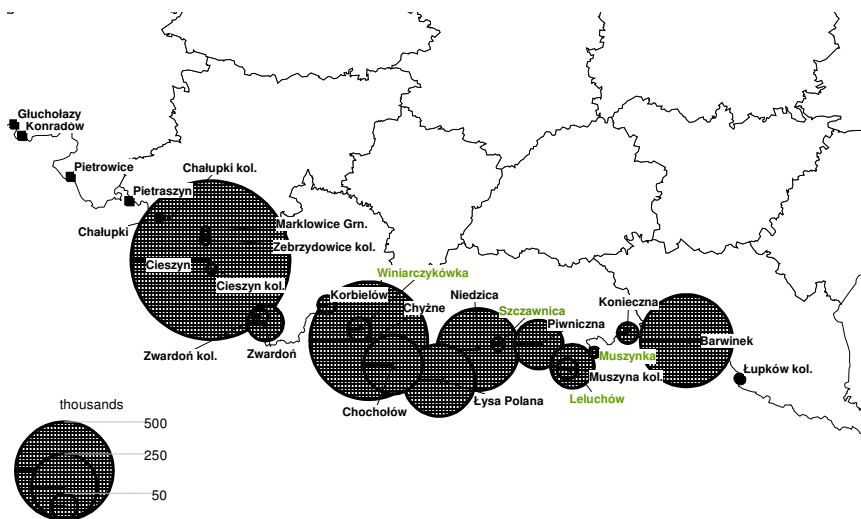 Głuchołazy
Konradów
Pietrowice
Chałupki kol.
Pietraszyn
Chałupki
Marklowice Grn.
Zebrzydowice kol.
Cieszyn
Winiarczykówka
Cieszyn kol.
Korbielów
Niedzica
Konieczna
Chyżne
Szczawnica
Piwniczna
Barwinek
Zwardoń kol.
Zwardoń
Muszynka
Łupków kol.
Muszyna kol.
Chochołów
Łysa Polana
Leluchów
thousands
500
250
50